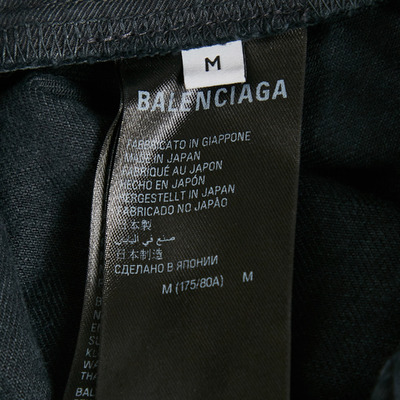 M
BALENCIAGA
FABBRICATO IN GIAPPONE
MADE IN JAPAN
FABRIQUÉ AU JAPON
HECHO EN JAPÓN
HERGESTELLT IN JAPAN
FABRICADO NO JAPÃO
日本製
صنع في اليابان
日本制造
СДЕЛАНО В ЯПОНИИ
M (175/80A) M